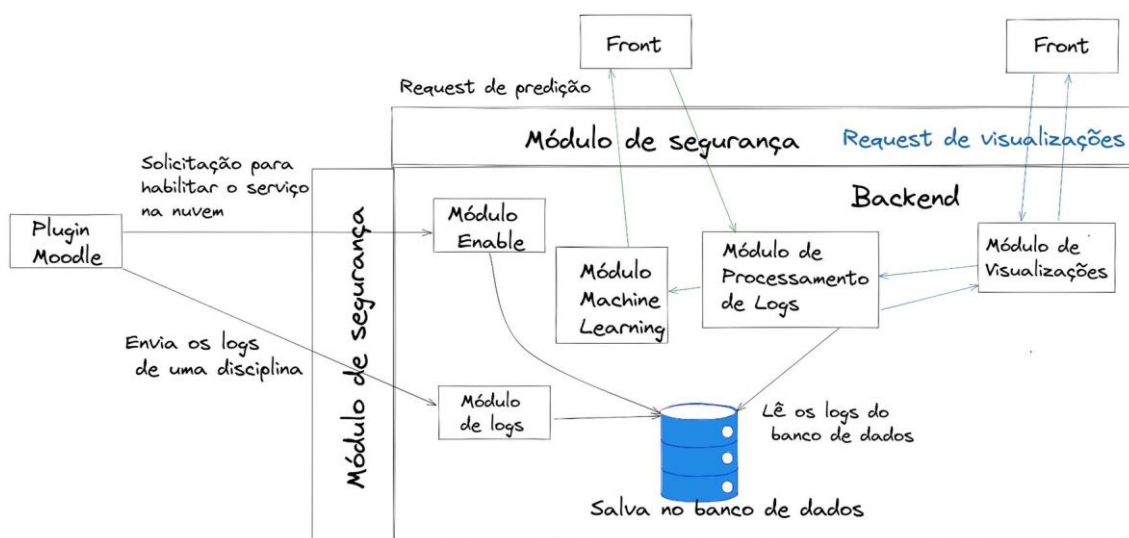 Front
Front
Request de predição
Módulo de segurança
Request de visualizações
Solicitação para
habilitar o serviço
na nuvem
Backend
Plugin
Moodle
Módulo de segurança
Módulo
Enable
Módulo
Machine
Learning
Módulo de
Processamento
de Logs
Módulo de
Visualizações
Envia os logs
de uma disciplina
Módulo
de logs
Lê os logs do
banco de dados
Salva no banco de dados